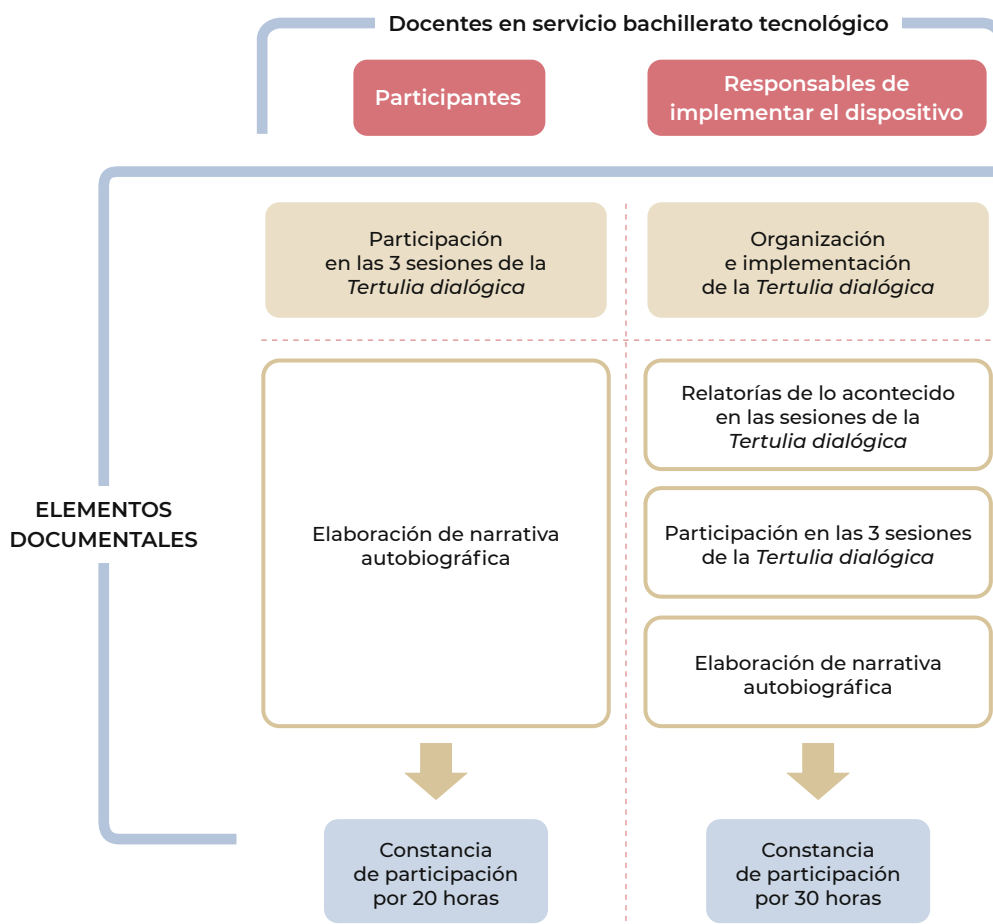 Docentes en servicio bachillerato tecnológico
Participantes
Responsables de
implementar el dispositivo
Participación
en las 3 sesiones de la
Tertulia dialógica
Organización
e implementación
de la Tertulia dialógica
ELEMENTOS
DOCUMENTALES
Elaboración de narrativa
autobiográfica
Relatorías de lo acontecido
en las sesiones de la
Tertulia dialógica
Participación en las 3 sesiones
de la Tertulia dialógica
Elaboración de narrativa
autobiográfica
Constancia
de participación
por 20 horas
Constancia
de participación
por 30 horas